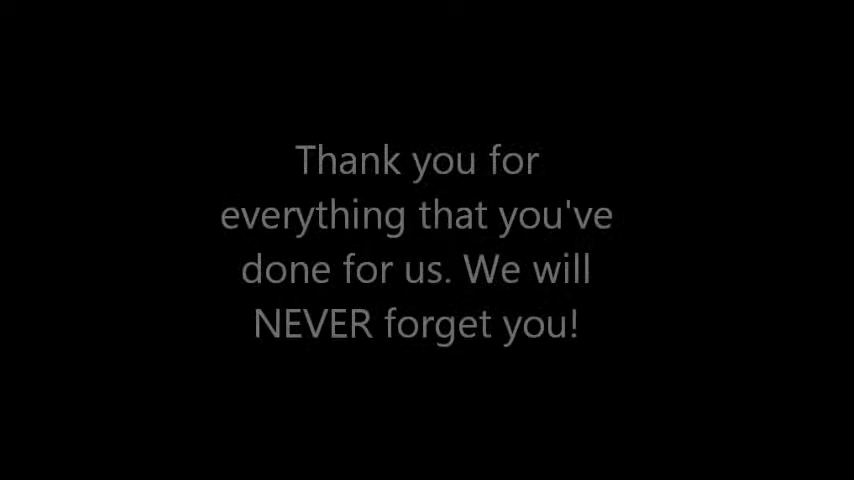 Thank you for
everything that you've
done for us. We will
NEVER forget you!